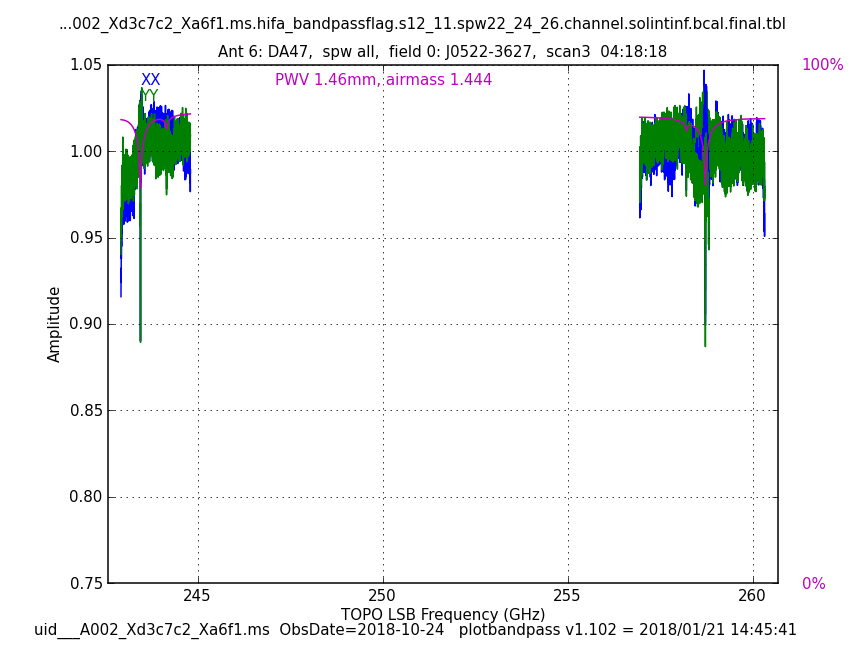 ...002_Xd3c7c2_Xa6f1.ms.hifa_bandpassflag.s12_11.spw22_24_26.channel.solintinf.bcal.final.tbl
Ant 6: DA47,  spw all,  field 0: J0522-3627,  scan3  04:18:18
1.05
100%
XX
PWV 1.46mm, airmass 1.444
YY
1.00
0.95
0.90
Amplitude
0.85
0.80
0.75
0%
245
250
255
260
TOPO LSB Frequency (GHz)
uid___A002_Xd3c7c2_Xa6f1.ms  ObsDate=2018-10-24   plotbandpass v1.102 = 2018/01/21 14:45:41